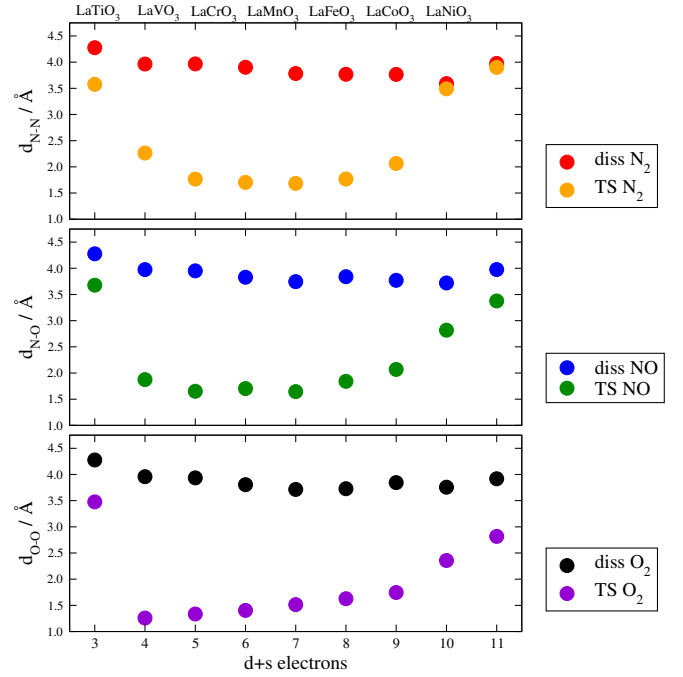 LaTiO3 LaVO3 LaCrO3 LaMnO3 LaFeO3 LaCoO3 LaNiO3
4.5
4.0
3.5
3.0
2.5
2.0
1.5
1.0
d_N-N / Å
diss N2
TS N2
4.5
4.0
3.5
3.0
2.5
2.0
1.5
1.0
d_N-O / Å
diss NO
TS NO
4.5
4.0
3.5
3.0
2.5
2.0
1.5
1.0
d_O-O / Å
diss O2
TS O2
3 4 5 6 7 8 9 10 11
d+s electrons